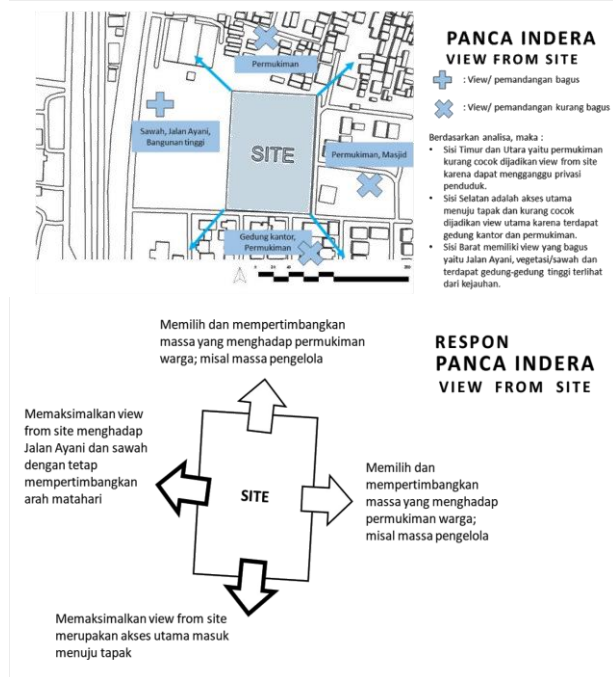 PANCA INDERA
VIEW FROM SITE
: View/ pemandangan bagus
: View/ pemandangan kurang bagus
Berdasarkan analisa, maka :
• Sisi Timur dan Utara yaitu permukiman
kurang cocok dijadikan view from site
karena dapat mengganggu privasi
penduduk.
• Sisi Selatan adalah akses utama
menuju tapak dan kurang cocok
dijadikan view utama karena terdapat
gedung kantor dan permukiman.
• Sisi Barat memiliki view yang bagus
yaitu Jalan Ayani, vegetasi/sawah dan
terdapat gedung-gedung tinggi terlihat
dari kejauhan.
Permukiman
Sawah, Jalan Ayani,
Bangunan tinggi
SITE
Permukiman, Masjid
Gedung kantor,
Permukiman
RESPON
PANCA INDERA
VIEW FROM SITE
Memilih dan mempertimbangkan
massa yang menghadap permukiman
warga; misal massa pengelola
Memaksimalkan view
from site menghadap
Jalan Ayani dan sawah
dengan tetap
mempertimbangkan
arah matahari
SITE
Memilih dan
mempertimbangkan
massa yang menghadap
permukiman warga;
misal massa pengelola
Memaksimalkan view from site
merupakan akses utama masuk
menuju tapak